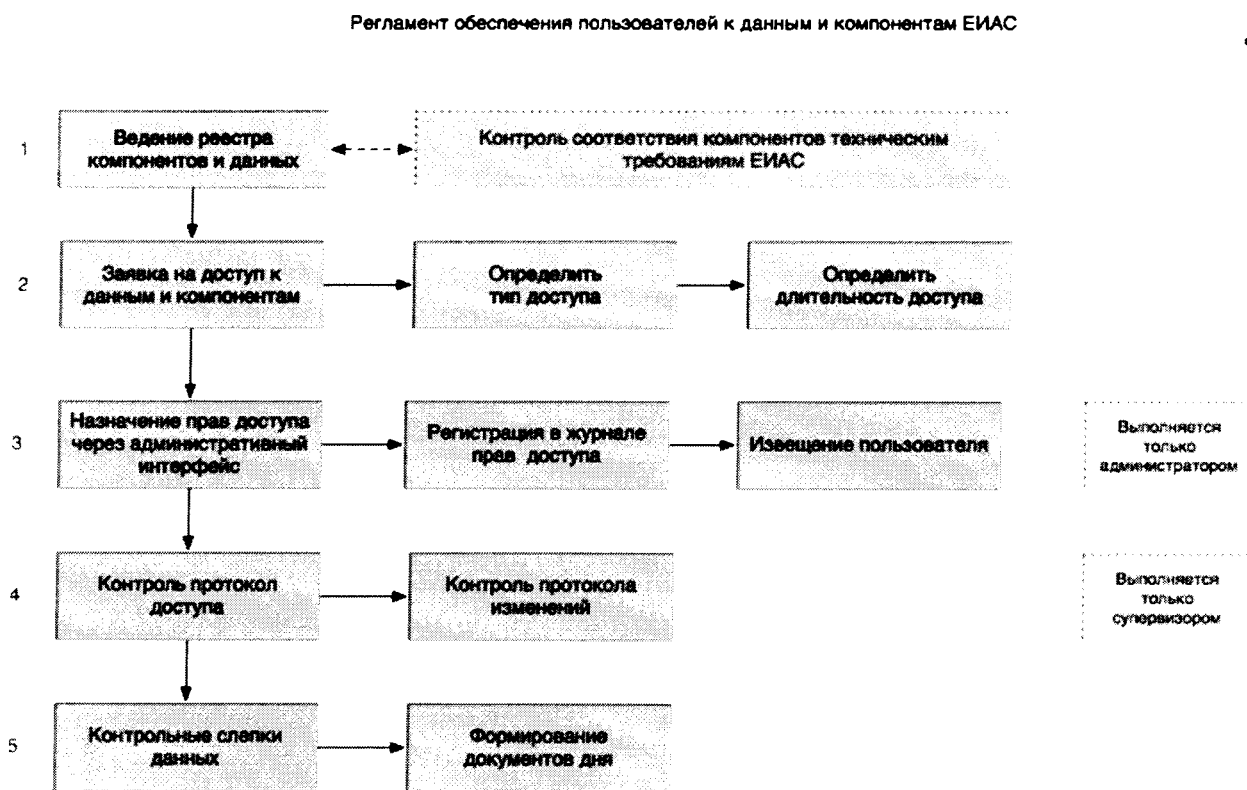 Регламент обеспечения пользователей к данным и компонентам ЕИАС
1
Ведение реестра
компонентов и данных
Контроль соответствия компонентов техническим
требованиям ЕИАС
2
Заявка на доступ к
данным и компонентам
Определить
тип доступа
Определить
длительность доступа
3
Назначение прав доступа
через административный
интерфейс
Регистрация в журнале
прав доступа
Извещение пользователя
Выполняется
только
администратором
4
Контроль протокол
доступа
Контроль протокола
изменений
Выполняется
только
супервизором
5
Контрольные слепки
данных
Формирование
документов дня